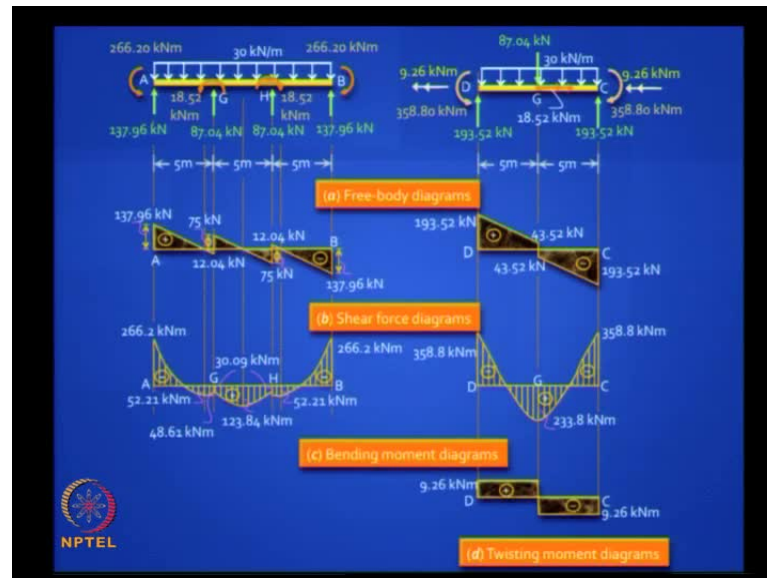 266.20 kNm 30 kN/m 266.20 kNm
A B
18.52 kNm G H 18.52 kNm
137.96 kN 87.04 kN 87.04 kN 137.96 kN
5m 5m 5m
87.04 kN
9.26 kNm 30 kN/m 9.26 kNm
D C
358.80 kNm G 358.80 kNm
18.52 kNm
193.52 kN 193.52 kN
5m 5m
(a) Free-body diagrams
137.96 kN 75 kN 12.04 kN B
A 12.04 kN 75 kN 137.96 kN
193.52 kN 43.52 kN
D 43.52 kN C 193.52 kN
(b) Shear force diagrams
266.2 kNm 266.2 kNm
30.09 kNm
A G H B
52.21 kNm 52.21 kNm
48.61 kNm 123.84 kNm
358.8 kNm 358.8 kNm
D G C
233.8 kNm
(c) Bending moment diagrams
9.26 kNm
D C
9.26 kNm
(d) Twisting moment diagrams
NPTEL